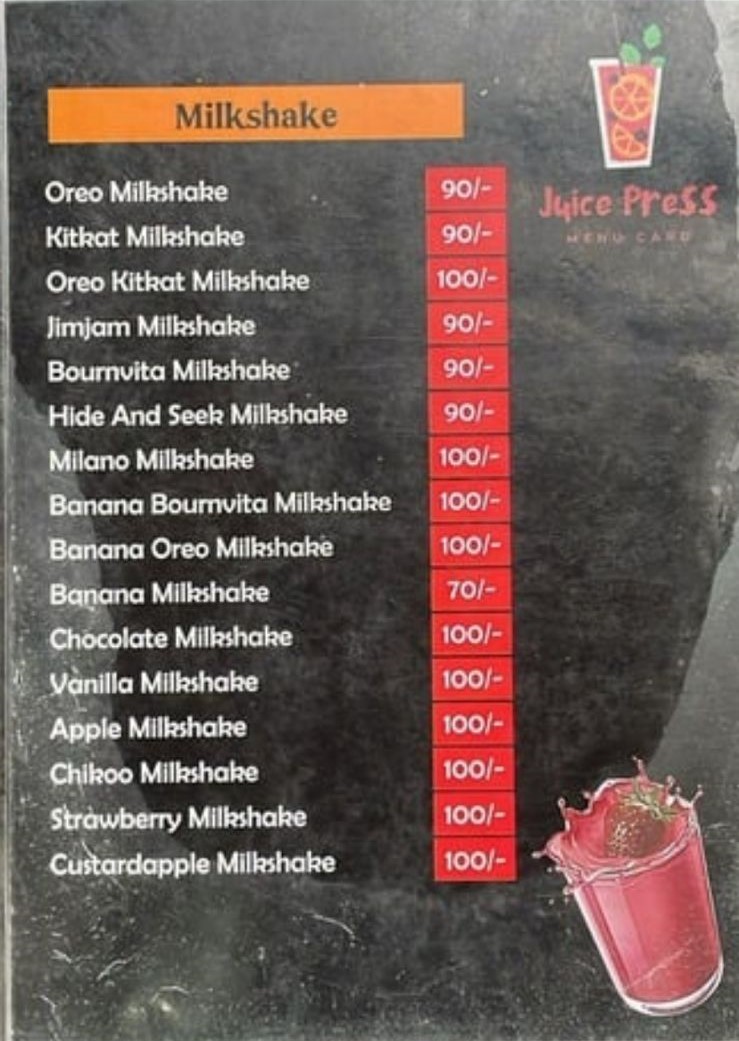 Milkshake
Juice Press
MENU CARD
Oreo Milkshake 90/-
Kitkat Milkshake 90/-
Oreo Kitkat Milkshake 100/-
Jimjam Milkshake 90/-
Bournvita Milkshake 90/-
Hide And Seek Milkshake 90/-
Milano Milkshake 100/-
Banana Bournvita Milkshake 100/-
Banana Oreo Milkshake 100/-
Banana Milkshake 70/-
Chocolate Milkshake 100/-
Vanilla Milkshake 100/-
Apple Milkshake 100/-
Chikoo Milkshake 100/-
Strawberry Milkshake 100/-
Custardapple Milkshake 100/-